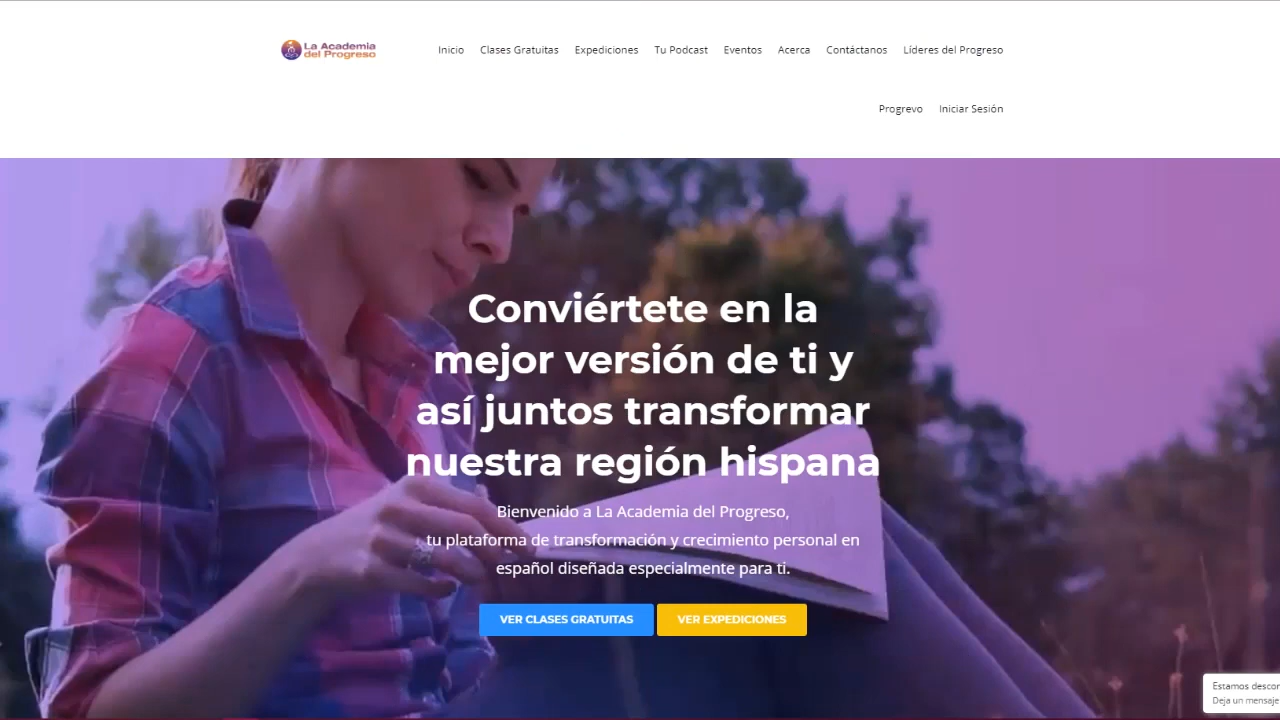 La Academia
del Progreso
Inicio Clases Gratuitas Expediciones Tu Podcast Eventos Acerca Contáctanos Líderes del Progreso
Progrevo Iniciar Sesión
Conviértete en la
mejor versión de ti y
así juntos transformar
nuestra región hispana
Bienvenido a La Academia del Progreso,
tu plataforma de transformación y crecimiento personal en
español diseñada especialmente para ti.
VER CLASES GRATUITAS VER EXPEDICIONES
Estamos
Deja un mensaje